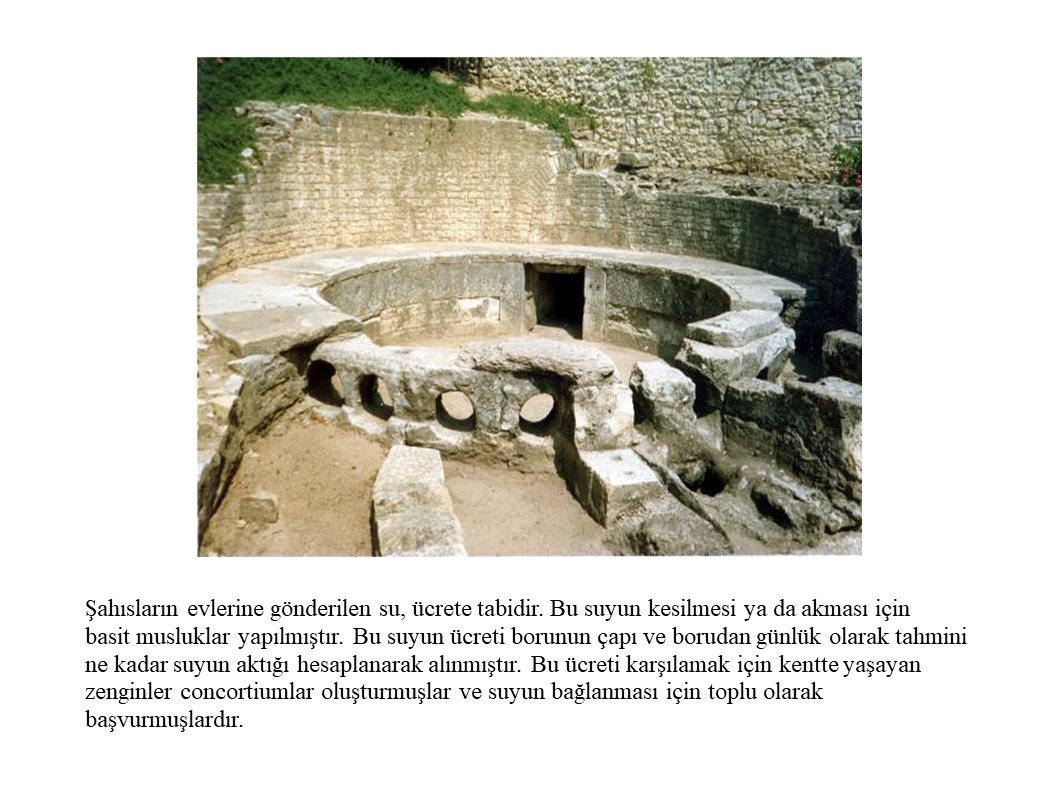 Şahısların evlerine gönderilen su, ücrete tabidir. Bu suyun kesilmesi ya da akması için
basit musluklar yapılmıştır. Bu suyun ücreti borunun çapı ve borudan günlük olarak tahmini
ne kadar suyun aktığı hesaplanarak alınmıştır. Bu ücreti karşılamak için kentte yaşayan
zenginler concortiumlar oluşturmuşlar ve suyun bağlanması için toplu olarak
başvurmuşlardır.